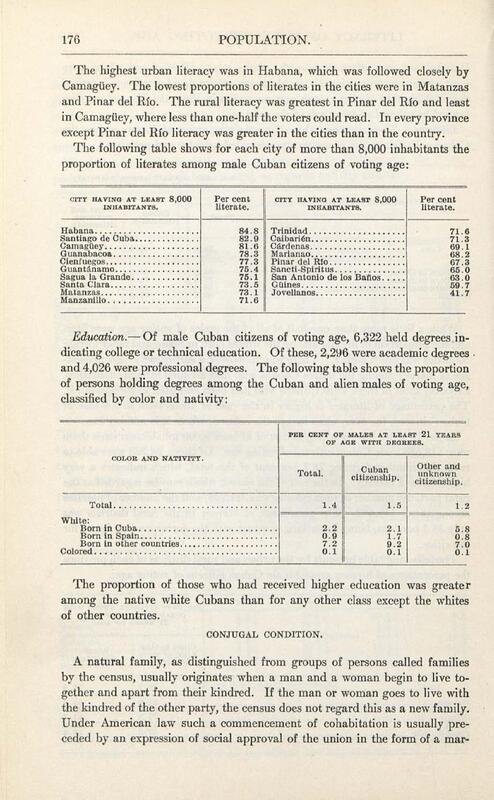 176 POPULATION.
The highest urban literacy was in Habana, which was followed closely by
Camagüey. The lowest proportions of literates in the cities were in Matanzas
and Pinar del Río. The rural literacy was greatest in Pinar del Río and least
in Camagüey, where less than one-half the voters could read. In every province
except Pinar del Río literacy was greater in the cities than in the country.
The following table shows for each city of more than 8,000 inhabitants the
proportion of literates among male Cuban citizens of voting age:
CITY HAVING AT LEAST 8,000 INHABITANTS. Per cent literate. CITY HAVING AT LEAST 8,000 INHABITANTS. Per cent literate.
Habana 84.8 Trinidad 71.6
Santiago de Cuba 82.9 Caibarién 71.3
Camagüey 81.6 Cárdenas 69.1
Guanabacoa 78.3 Marianao 68.2
Cienfuegos 77.3 Pinar del Río 67.3
Guantánamo 75.4 Sancti-Spíritus 65.0
Sagua la Grande 75.1 San Antonio de los Baños 63.0
Santa Clara 73.5 Güines 59.7
Matanzas 73.1 Jovellanos 41.7
Manzanillo 71.6
Education.—Of male Cuban citizens of voting age, 6,322 held degrees in-
dicating college or technical education. Of these, 2,296 were academic degrees
and 4,026 were professional degrees. The following table shows the proportion
of persons holding degrees among the Cuban and alien males of voting age,
classified by color and nativity:
COLOR AND NATIVITY.
PER CENT OF MALES AT LEAST 21 YEARS
OF AGE WITH DEGREES.
Total. Cuban citizenship. Other and unknown citizenship.
Total 1.4 1.5 1.2
White:
Born in Cuba 2.2 2.1 5.8
Born in Spain 0.9 1.7 0.8
Born in other countries 7.2 9.2 7.0
Colored 0.1 0.1 0.1
The proportion of those who had received higher education was greater
among the native white Cubans than for any other class except the whites
of other countries.
CONJUGAL CONDITION.
A natural family, as distinguished from groups of persons called families
by the census, usually originates when a man and a woman begin to live to-
gether and apart from their kindred. If the man or woman goes to live with
the kindred of the other party, the census does not regard this as a new family.
Under American law such a commencement of cohabitation is usually pre-
ceded by an expression of social approval of the union in the form of a mar-